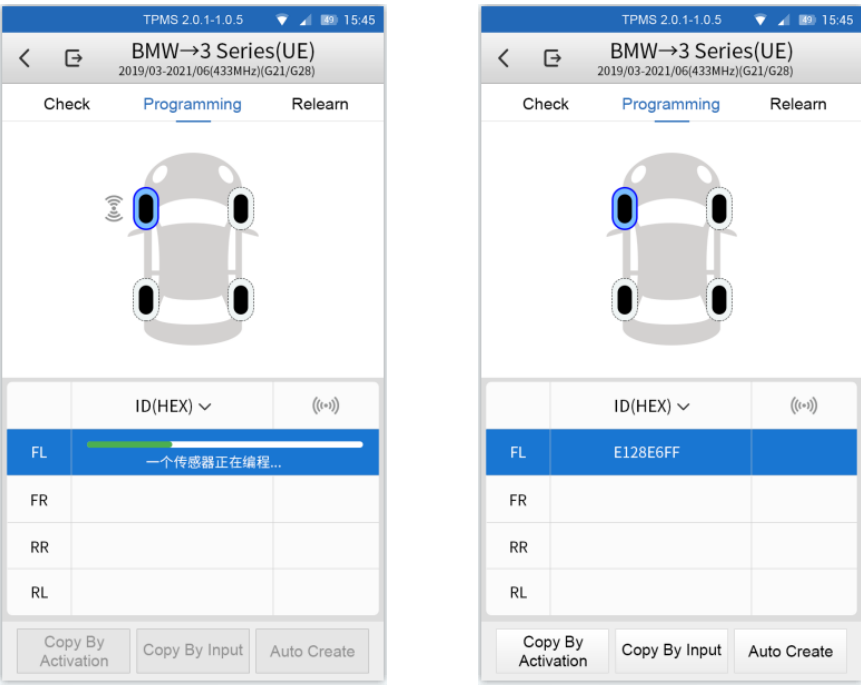 TPMS 2.0.1-1.0.5 49 15:45
BMW→3 Series(UE)
2019/03-2021/06(433MHz)(G21/G28)
Check Programming Relearn
ID(HEX)
FL
一个传感器正在编程...
FR
RR
RL
Copy By Activation Copy By Input Auto Create
TPMS 2.0.1-1.0.5 49 15:45
BMW→3 Series(UE)
2019/03-2021/06(433MHz)(G21/G28)
Check Programming Relearn
ID(HEX)
FL E128E6FF
FR
RR
RL
Copy By Activation Copy By Input Auto Create